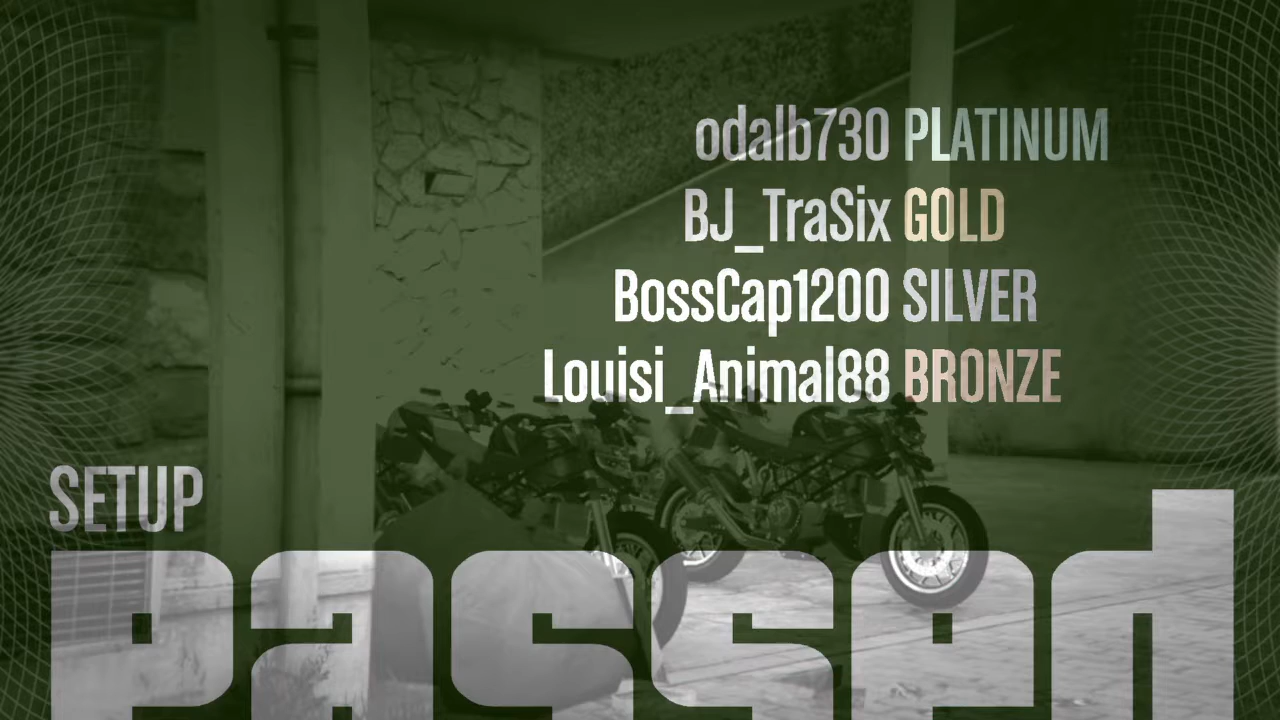 odalb730 PLATINUM
BJ_TraSix GOLD
BossCap1200 SILVER
Louisi_Animal88 BRONZE
SETUP
passed